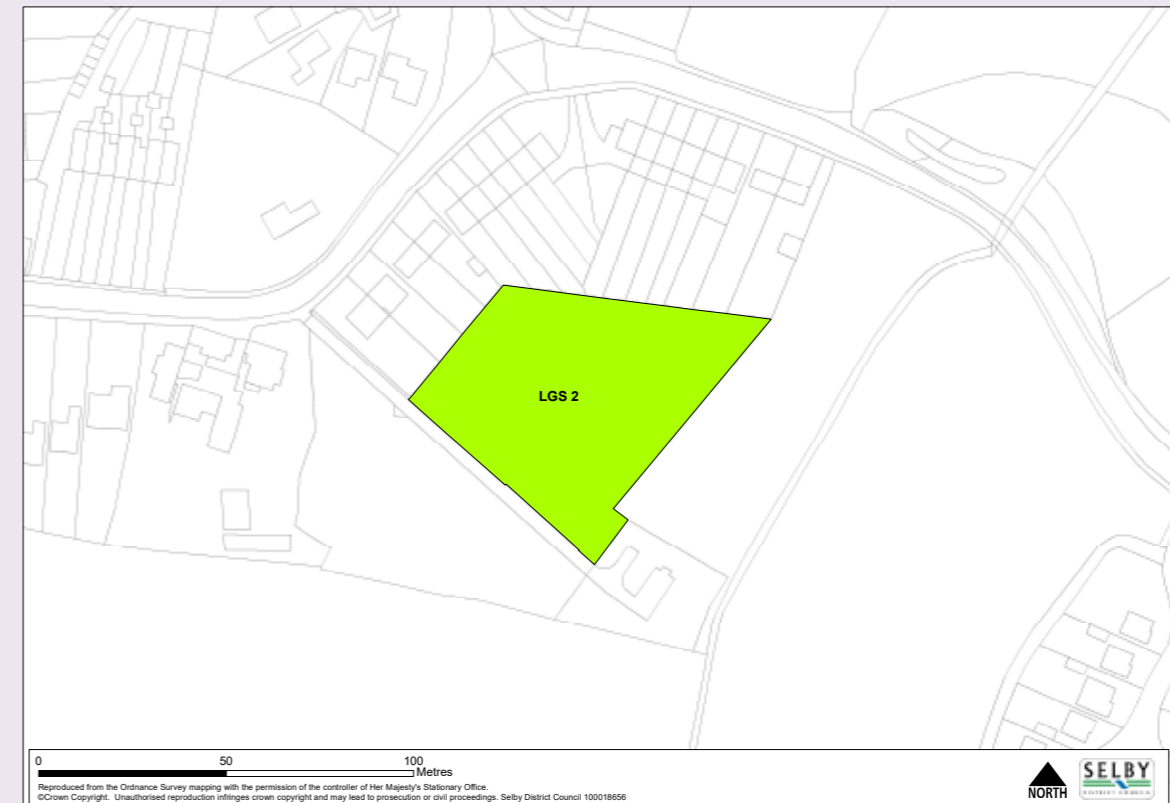 LGS 2
0 50 100
Metres
Reproduced from the Ordnance Survey mapping with the permission of the controller of Her Majesty's Stationary Office.
©Crown Copyright. Unauthorised reproduction infringes crown copyright and may lead to prosecution or civil proceedings. Selby District Council 100018656
NORTH
SELBY
DISTRICT COUNCIL